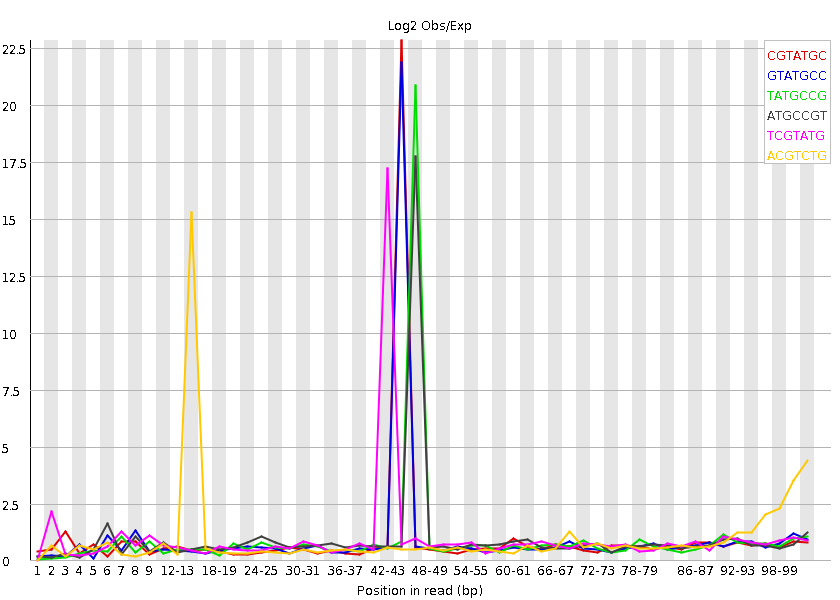 Log2 Obs/Exp
22.5
20
17.5
15
12.5
10
7.5
5
2.5
0
CGTATGC
GTATGCC
TATGCCG
ATGCCGT
TCGTATG
ACGTCTG
1 2 3 4 5 6 7 8 9 12-13 18-19 24-25 30-31 36-37 42-43 48-49 54-55 60-61 66-67 72-73 78-79 86-87 92-93 98-99
Position in read (bp)